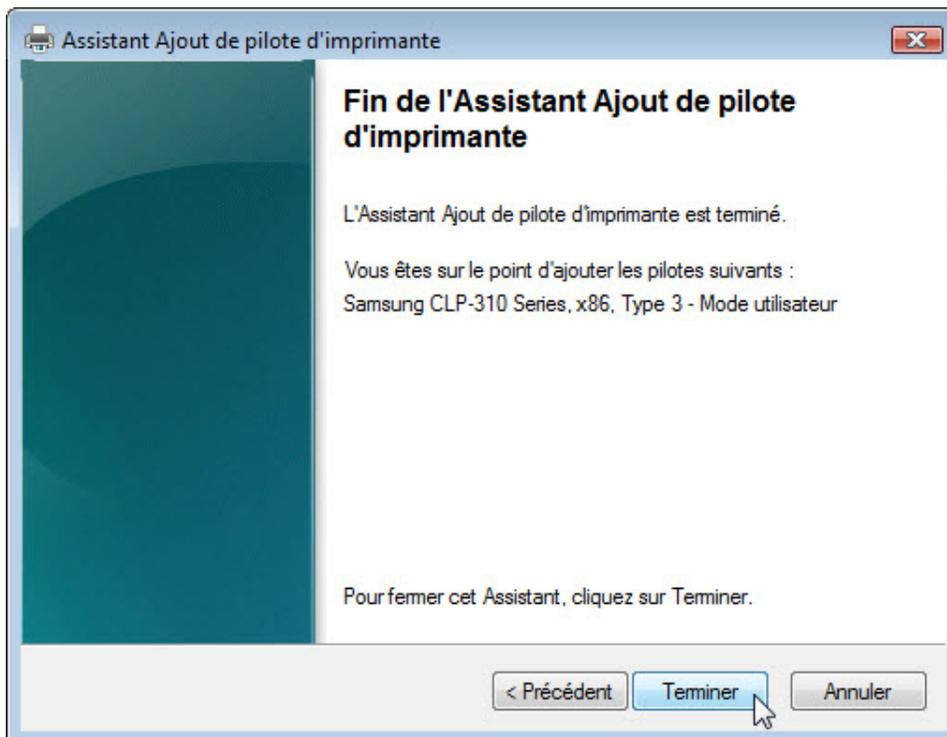 Assistant Ajout de pilote d'imprimante
Fin de l'Assistant Ajout de pilote
d'imprimante
L'Assistant Ajout de pilote d'imprimante est terminé.
Vous êtes sur le point d'ajouter les pilotes suivants :
Samsung CLP-310 Series, x86, Type 3 - Mode utilisateur
Pour fermer cet Assistant, cliquez sur Terminer.
< Précédent
Terminer
Annuler